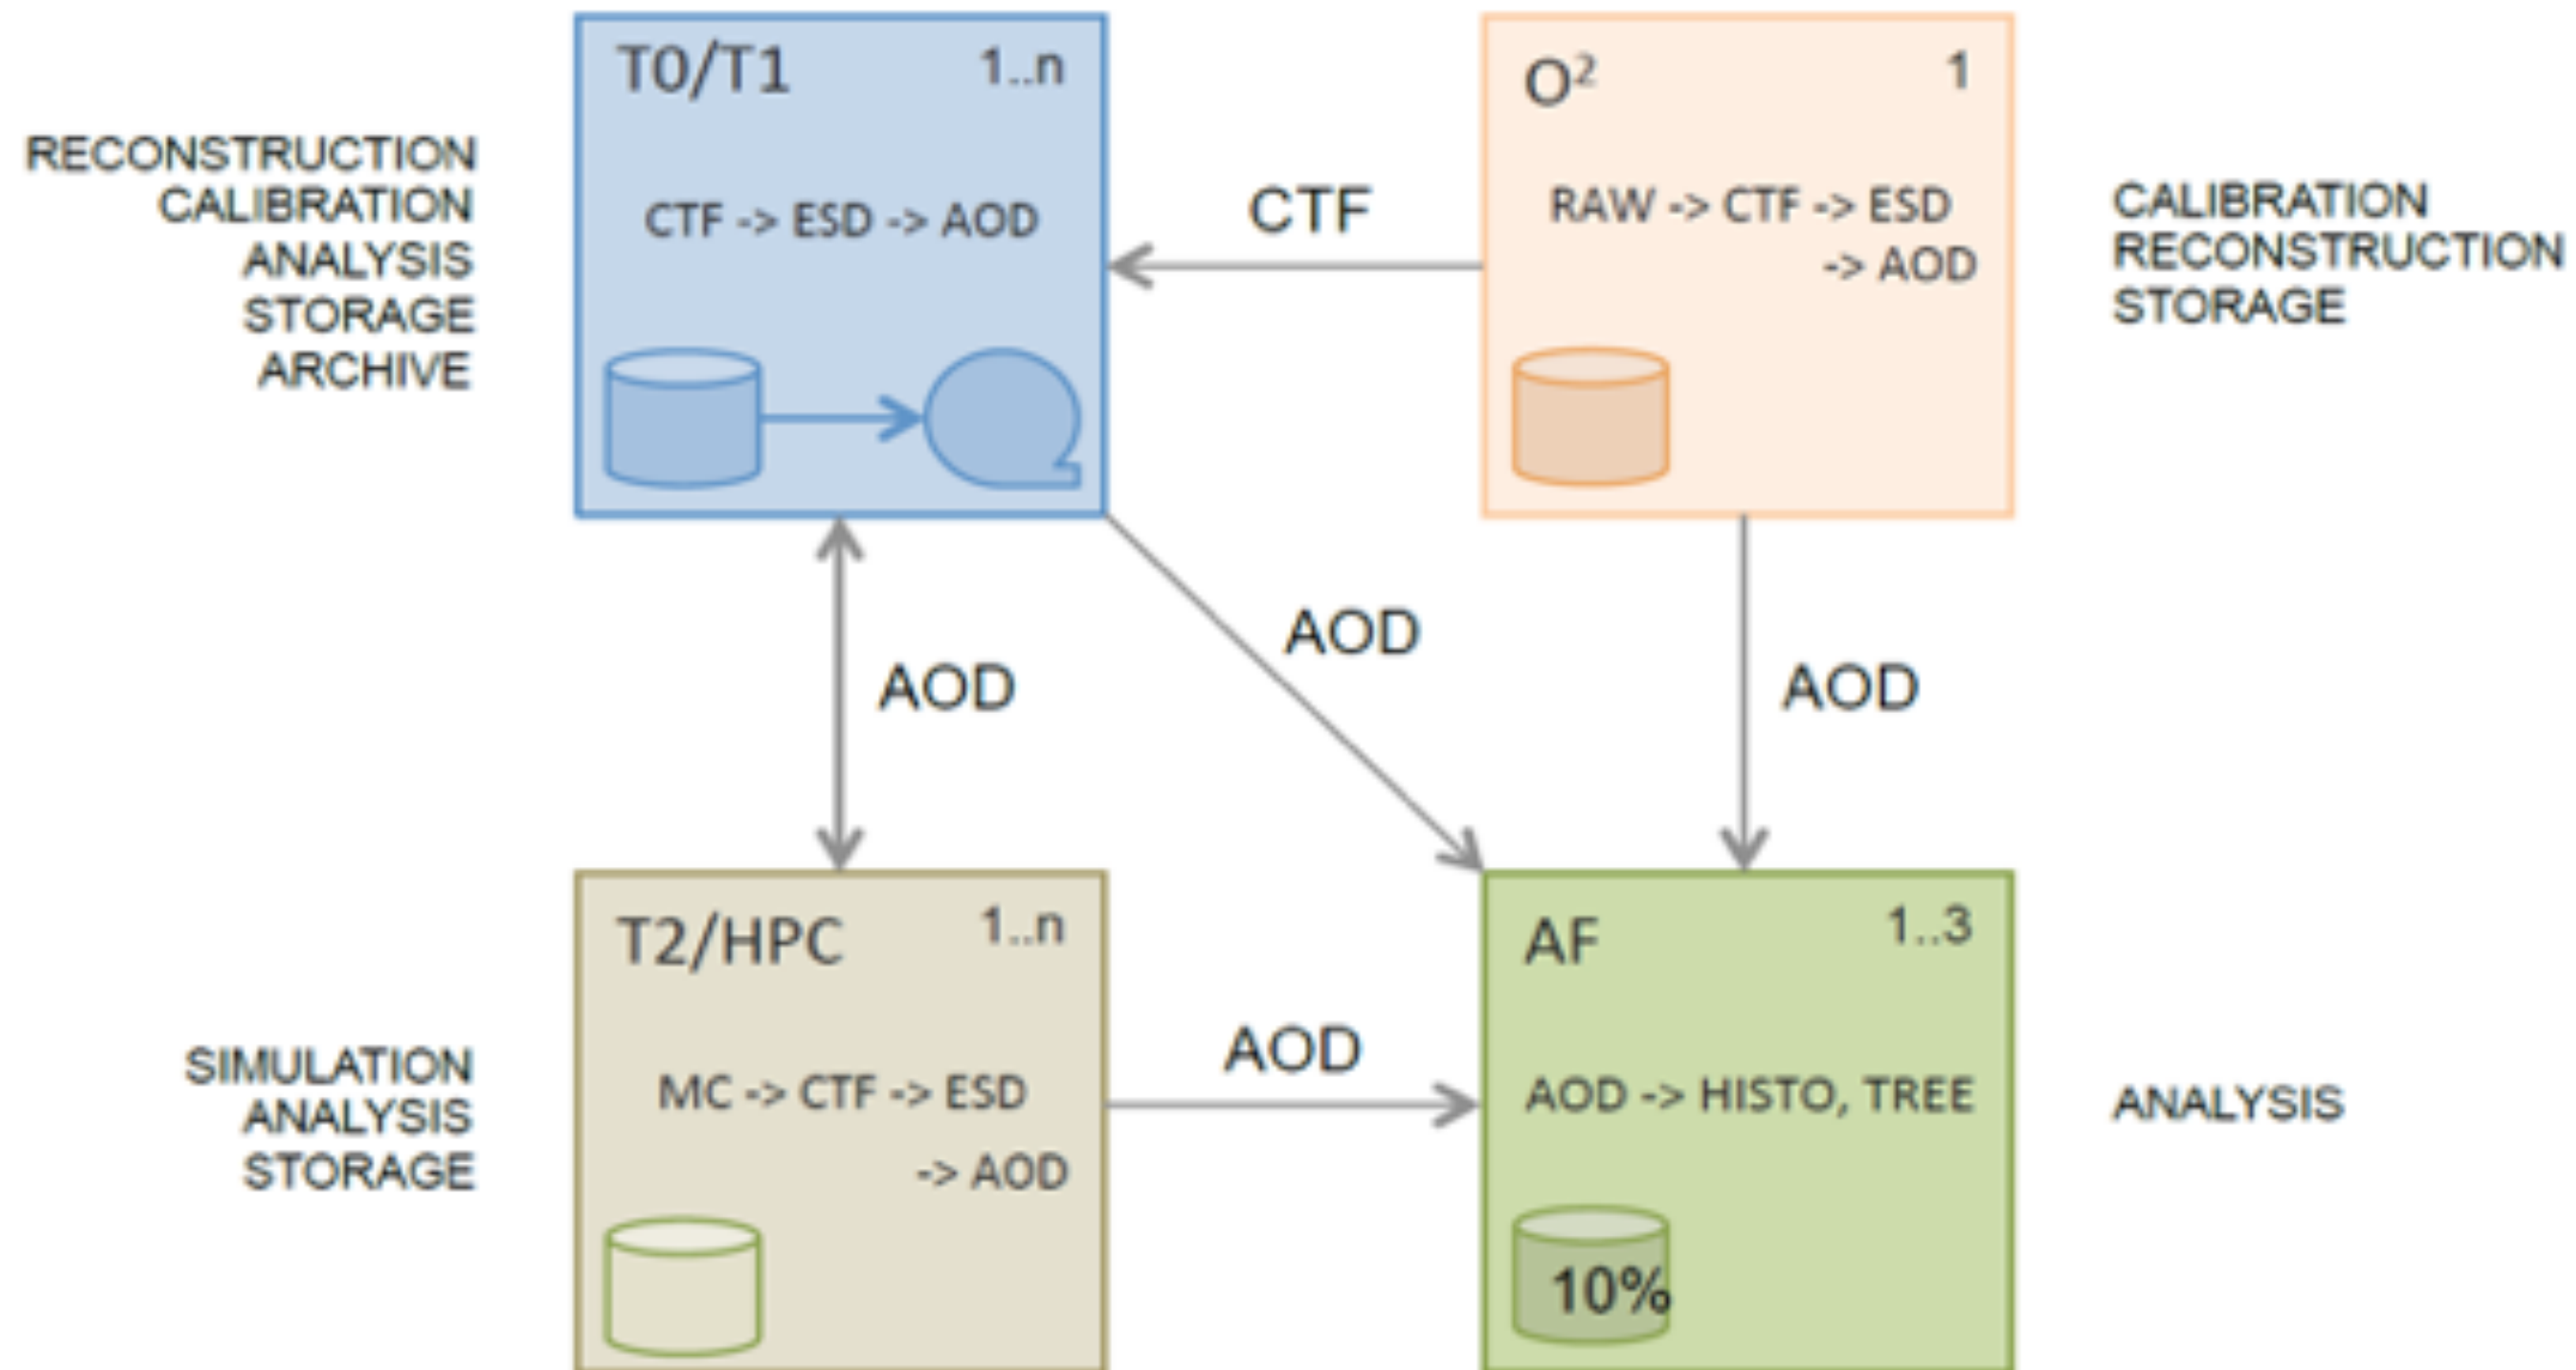 T0/T1 1..n
RECONSTRUCTION
CALIBRATION
ANALYSIS
STORAGE
ARCHIVE
CTF -> ESD -> AOD
CTF
O² 1
RAW -> CTF -> ESD
-> AOD
CALIBRATION
RECONSTRUCTION
STORAGE
AOD
AOD
AOD
T2/HPC 1..n
SIMULATION
ANALYSIS
STORAGE
MC -> CTF -> ESD
-> AOD
AOD
AF 1..3
AOD -> HISTO, TREE
10%
ANALYSIS